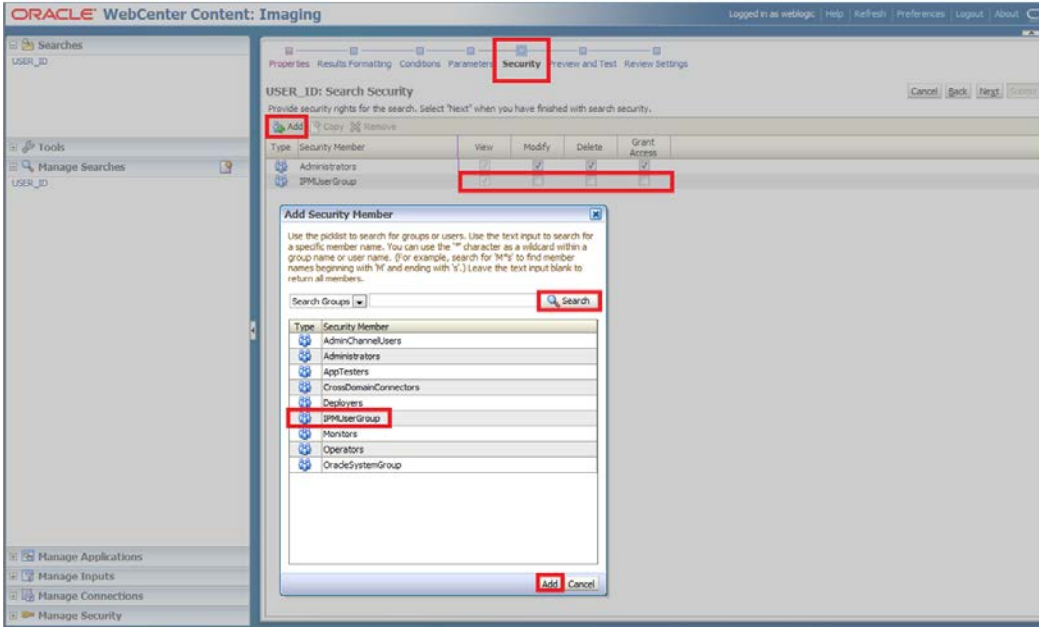 ORACLE WebCenter Content: Imaging
Logged in as weblogic Help Refresh Preferences Logout About
Searches
USER_ID
Tools
Manage Searches
USER_ID
Manage Applications
Manage Inputs
Manage Connections
Manage Security
Properties Results Formatting Conditions Parameters Security Preview and Test Review Settings
USER_ID: Search Security
Cancel Back Next Submit
Provide security rights for the search. Select "Next" when you have finished with search security.
Add Copy Remove
Type Security Member View Modify Delete Grant Access
Administrators
IPMUserGroup
Add Security Member
Use the picklist to search for groups or users. Use the text input to search for
a specific member name. You can use the "*" character as a wildcard within a
group name or user name. (For example, search for 'M*s' to find member
names beginning with 'M' and ending with 's'.) Leave the text input blank to
return all members.
Search Groups Search
Type Security Member
AdminChannelUsers
Administrators
AppTesters
CrossDomainConnectors
Deployers
IPMUserGroup
Monitors
Operators
OracleSystemGroup
Add Cancel